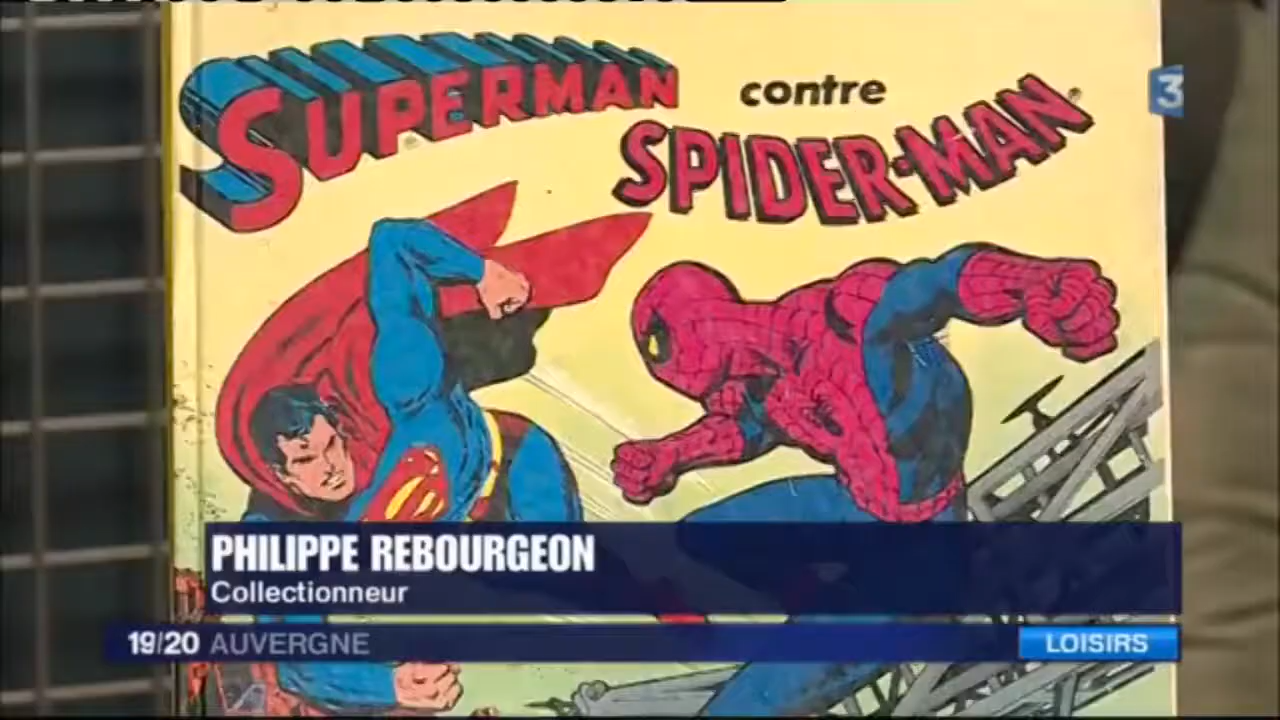 SUPERMAN
contre
SPIDER-MAN®
3
PHILIPPE REBOURGEON
Collectionneur
19/20 AUVERGNE
LOISIRS